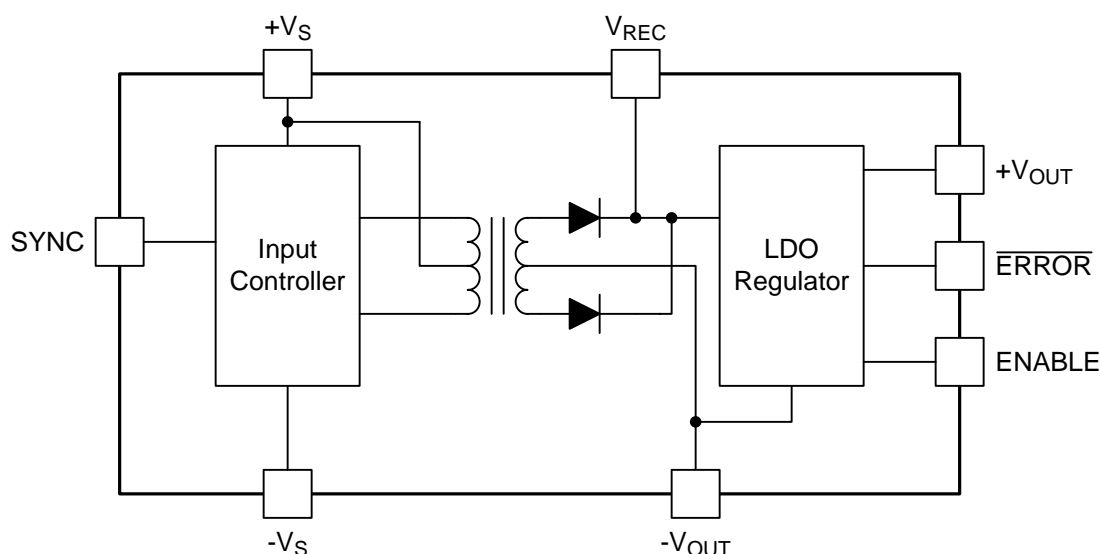 +VS
VREC
+VOUT
SYNC
Input
Controller
LDO
Regulator
ERROR
ENABLE
-VS
-VOUT